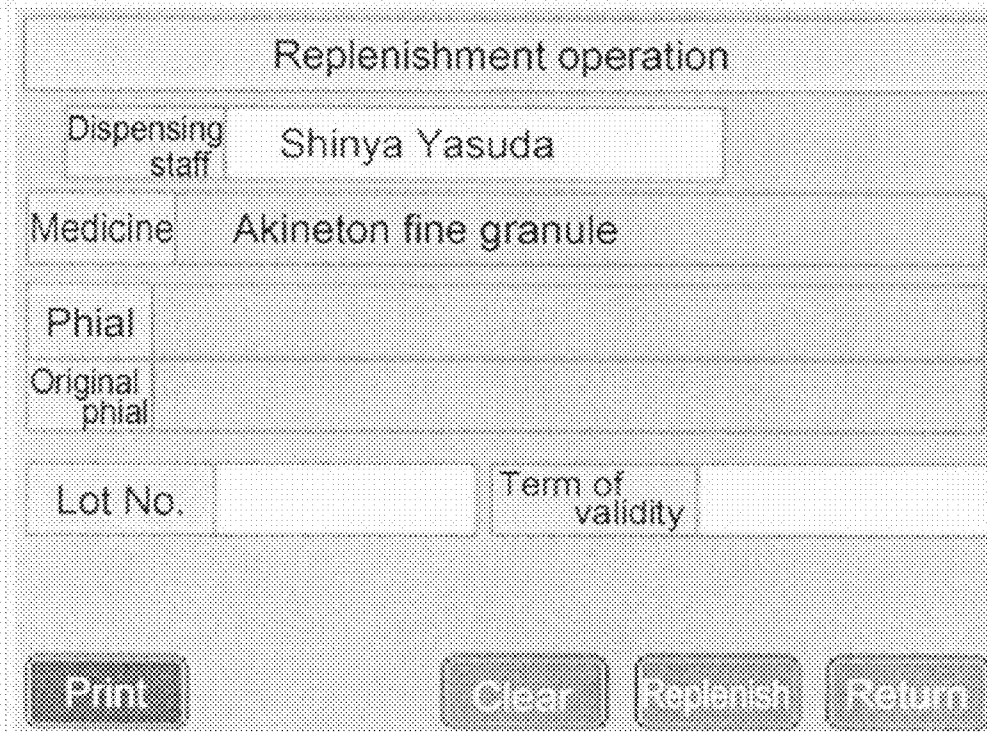 Replenishment operation
Dispensing
staff
Shinya Yasuda
Medicine
Akineton fine granule
Phial
Original
phial
Lot No.
Term of
validity
Print
Clear
Replenish
Return